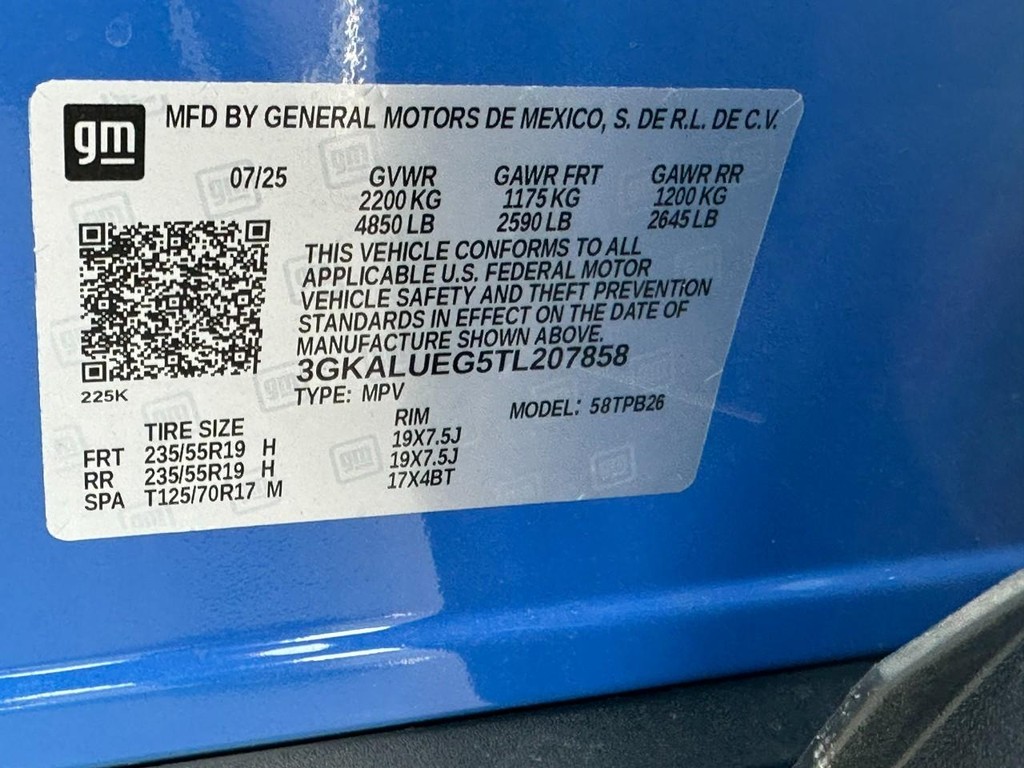 gm
MFD BY GENERAL MOTORS DE MEXICO, S. DE R.L. DE C.V.
07/25 GVWR GAWR FRT GAWR RR
2200 KG 1175 KG 1200 KG
4850 LB 2590 LB 2645 LB
THIS VEHICLE CONFORMS TO ALL
APPLICABLE U.S. FEDERAL MOTOR
VEHICLE SAFETY AND THEFT PREVENTION
STANDARDS IN EFFECT ON THE DATE OF
MANUFACTURE SHOWN ABOVE.
3GKALUEG5TL207858
225K
TYPE: MPV MODEL: 58TPB26
TIRE SIZE RIM
FRT 235/55R19 H 19X7.5J
RR 235/55R19 H 19X7.5J
SPA T125/70R17 M 17X4BT